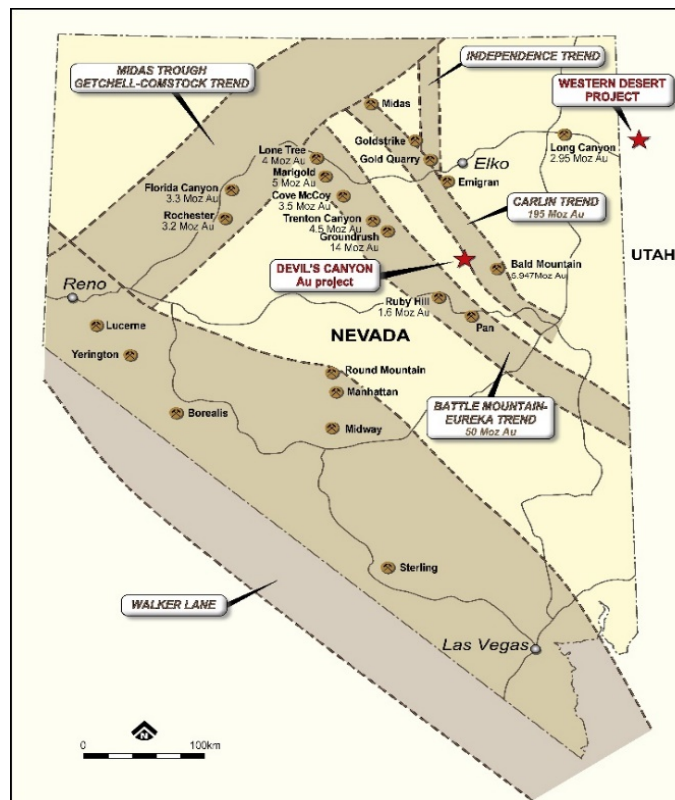 INDEPENDENCE TREND
MIDAS TROUGH
GETCHELL-COMSTOCK TREND
WESTERN DESERT
PROJECT
Midas
Goldstrike
Gold Quarry
Elko
Long Canyon
2.95 Moz Au
Lone Tree
4 Moz Au
Marigold
5 Moz Au
Emigran
Florida Canyon
3.3 Moz Au
Cove McCoy
3.5 Moz Au
CARLIN TREND
195 Moz Au
Rochester
3.2 Moz Au
Trenton Canyon
4.5 Moz Au
Groundrush
14 Moz Au
UTAH
DEVIL'S CANYON
Au project
Bald Mountain
5.947Moz Au
Reno
Ruby Hill
1.6 Moz Au
Pan
Lucerne
NEVADA
Yerington
Round Mountain
Manhattan
Borealis
BATTLE MOUNTAIN-
EUREKA TREND
50 Moz Au
Midway
Sterling
WALKER LANE
Las Vegas
N
0
100km